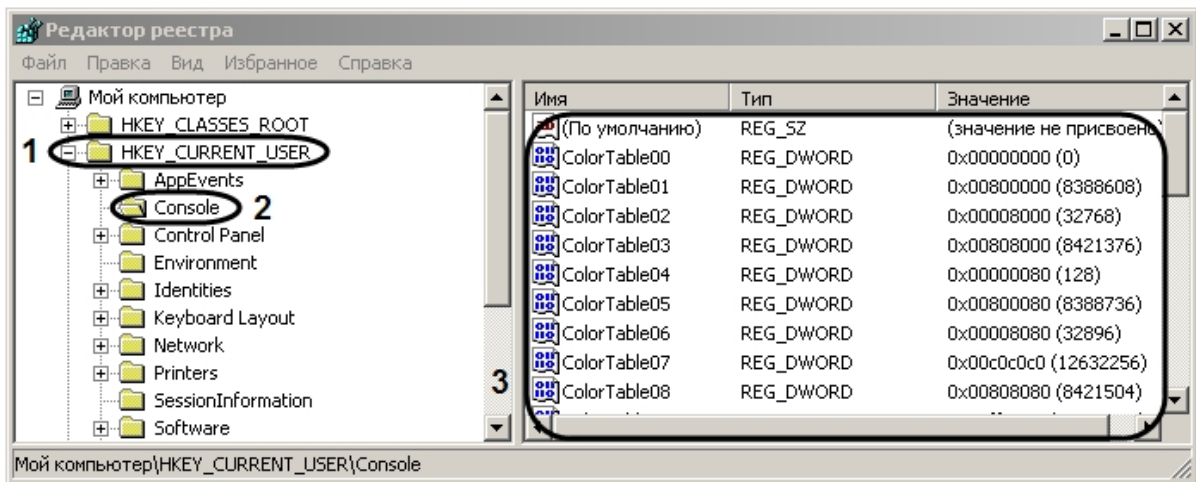 Редактор реестра
Файл Правка Вид Избранное Справка
Мой компьютер
HKEY_CLASSES_ROOT
1 HKEY_CURRENT_USER
AppEvents
Console 2
Control Panel
Environment
Identities
Keyboard Layout
Network
Printers
SessionInformation
Software
3
Имя Тип Значение
(По умолчанию) REG_SZ (значение не присвоено)
ColorTable00 REG_DWORD 0x00000000 (0)
ColorTable01 REG_DWORD 0x00800000 (8388608)
ColorTable02 REG_DWORD 0x00008000 (32768)
ColorTable03 REG_DWORD 0x00808000 (8421376)
ColorTable04 REG_DWORD 0x00000080 (128)
ColorTable05 REG_DWORD 0x00800080 (8388736)
ColorTable06 REG_DWORD 0x00008080 (32896)
ColorTable07 REG_DWORD 0x00c0c0c0 (12632256)
ColorTable08 REG_DWORD 0x00808080 (8421504)
Мой компьютер\HKEY_CURRENT_USER\Console